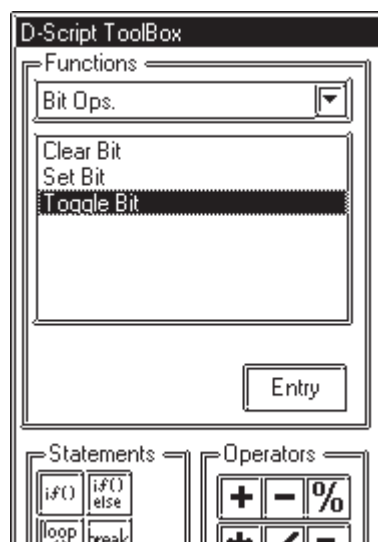 D-Script ToolBox
Functions
Bit Ops.
Clear Bit
Set Bit
Toggle Bit
Entry
Statements
Operators
if()
if() else
+ - %
loop
break